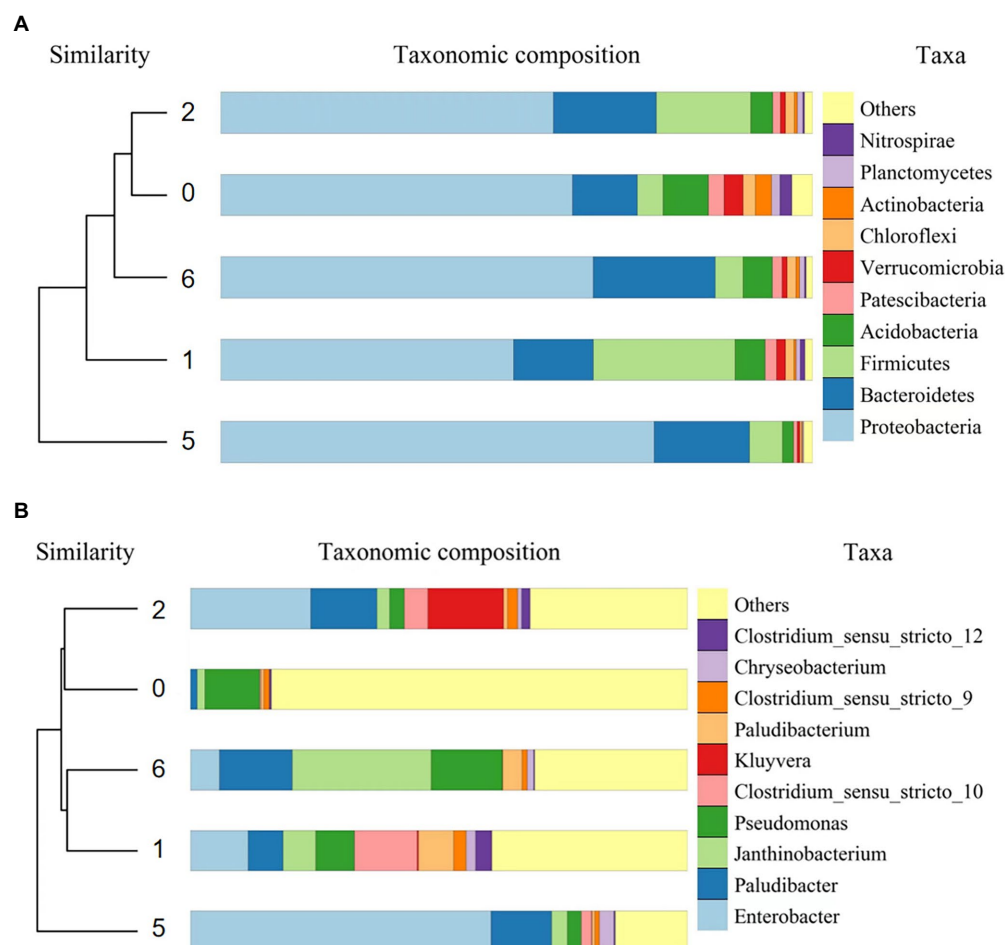 A
Similarity Taxonomic composition Taxa
2
0
6
1
5
Others
Nitrospirae
Planctomycetes
Actinobacteria
Chloroflexi
Verrucomicrobia
Patescibacteria
Acidobacteria
Firmicutes
Bacteroidetes
Proteobacteria
B
Similarity Taxonomic composition Taxa
2
0
6
1
5
Others
Clostridium_sensu_stricto_12
Chryseobacterium
Clostridium_sensu_stricto_9
Paludibacterium
Kluyvera
Clostridium_sensu_stricto_10
Pseudomonas
Janthinobacterium
Paludibacter
Enterobacter